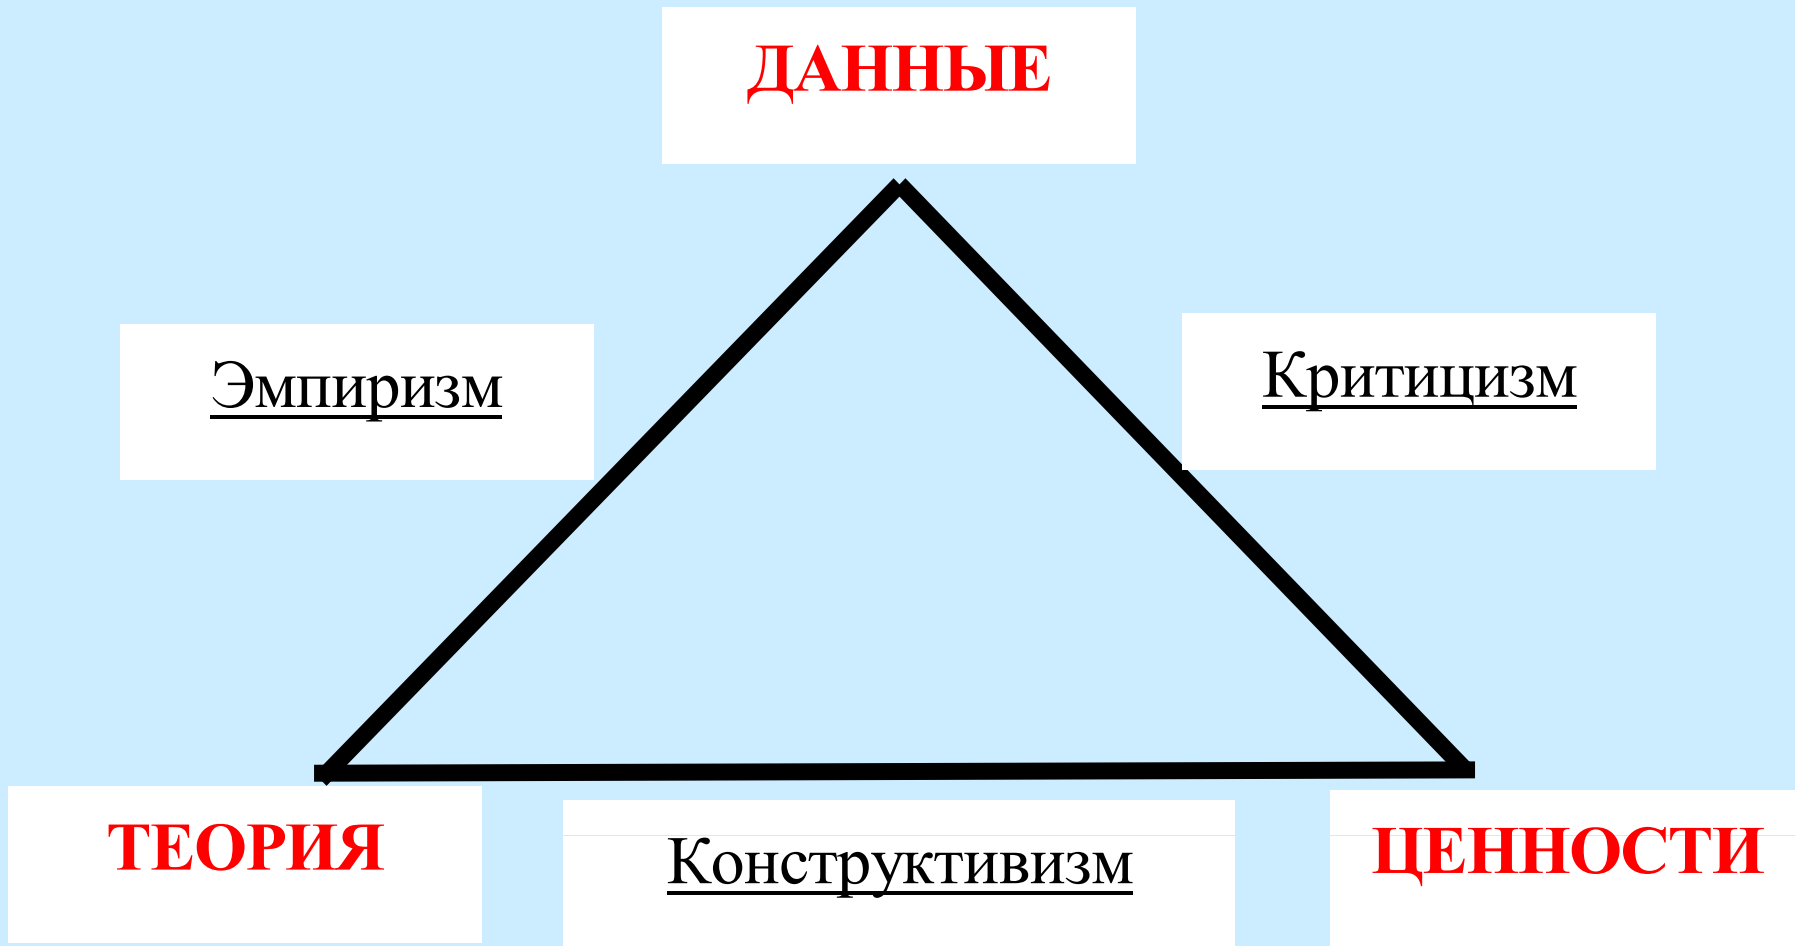 ДАННЫЕ
Эмпиризм
Критицизм
ТЕОРИЯ
Конструктивизм
ЦЕННОСТИ